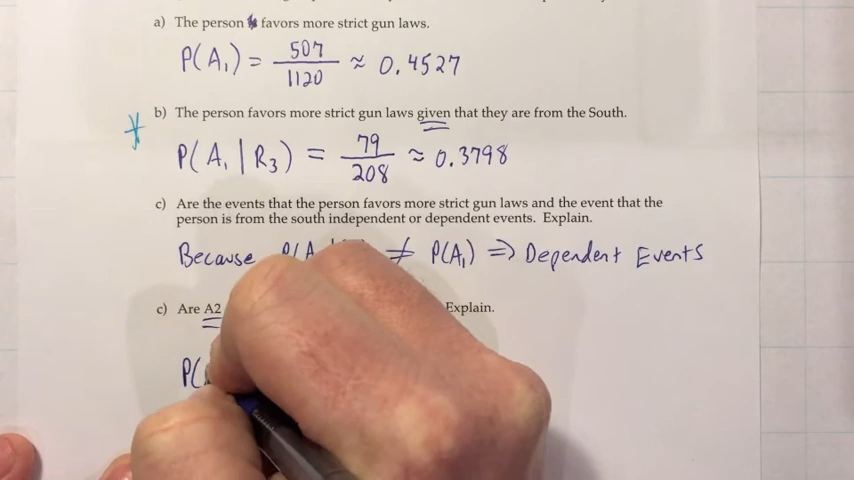 a) The person favors more strict gun laws.
P(A₁) = 507/1120 ≈ 0.4527
b) The person favors more strict gun laws given that they are from the South.
P(A₁ | R₃) = 79/208 ≈ 0.3798
c) Are the events that the person favors more strict gun laws and the event that the
person is from the south independent or dependent events. Explain.
Because P(A ≠ P(A₁) ⇒ Dependent Events
c) Are A2 Explain.
P(